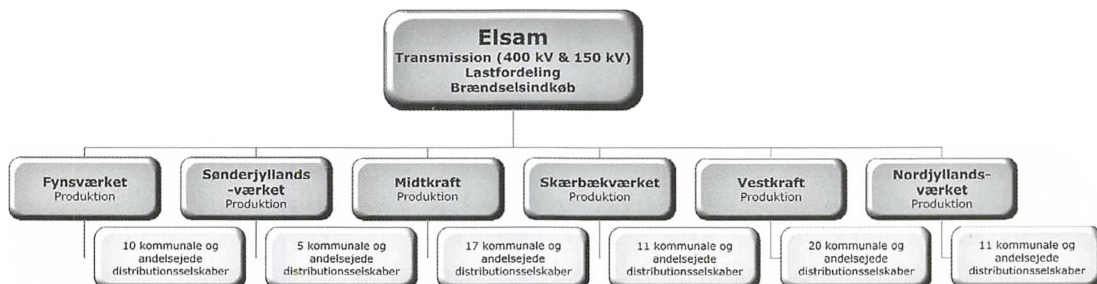 Elsam
Transmission (400 kV & 150 kV)
Lastfordeling
Brændselsindkøb
Fynsværket
Produktion
Sønderjyllands
-værket
Produktion
Midtkraft
Produktion
Skærbækværket
Produktion
Vestkraft
Produktion
Nordjyllands-
værket
Produktion
10 kommunale og
andelsejede
distributionsselskaber
5 kommunale og
andelsejede
distributionsselskaber
17 kommunale og
andelsejede
distributionsselskaber
11 kommunale og
andelsejede
distributionsselskaber
20 kommunale og
andelsejede
distributionsselskaber
11 kommunale og
andelsejede
distributionsselskaber